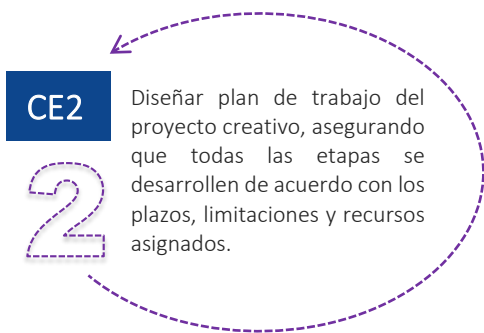 CE2
2
Diseñar plan de trabajo del
proyecto creativo, asegurando
que todas las etapas se
desarrollen de acuerdo con los
plazos, limitaciones y recursos
asignados.